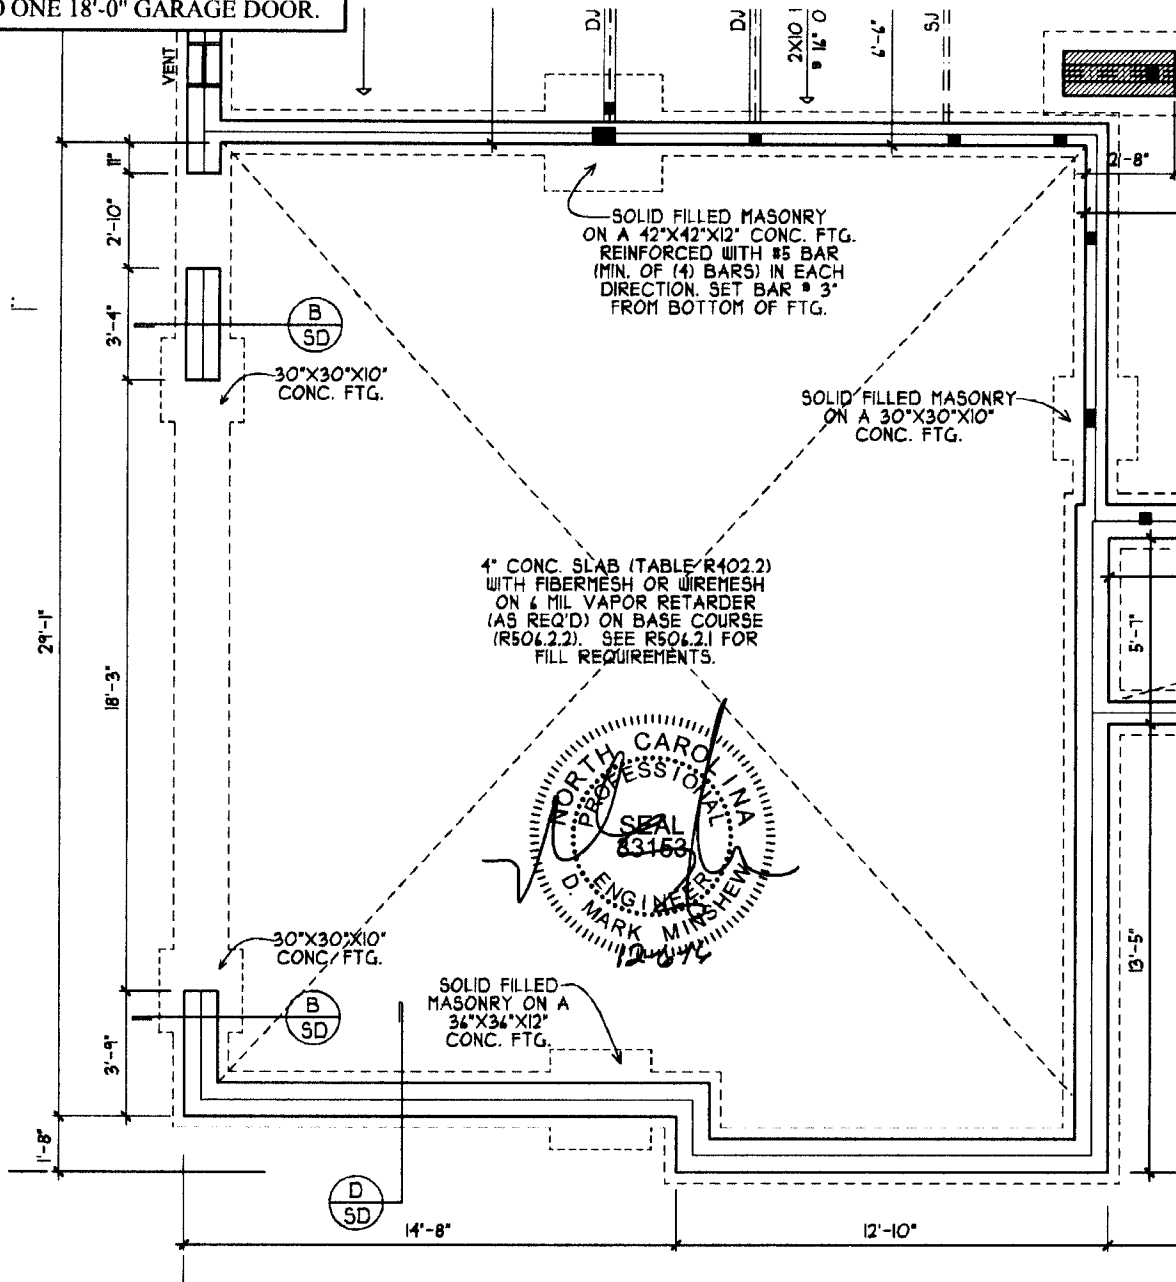 O ONE 18'-0" GARAGE DOOR.
VENT
DJ
DJ
2X10
@ 16" O
6'-6"
SJ
11"
2'-8"
2'-10"
SOLID FILLED MASONRY
ON A 42"X42"X12" CONC. FTG.
REINFORCED WITH #5 BAR
(MIN. OF (4) BARS) IN EACH
DIRECTION. SET BAR @ 3"
FROM BOTTOM OF FTG.
3'-4"
B
SD
30"X30"X10"
CONC. FTG.
SOLID FILLED MASONRY
ON A 30"X30"X10"
CONC. FTG.
4" CONC. SLAB (TABLE R402.2)
WITH FIBERMESH OR WIREMESH
ON 6 MIL VAPOR RETARDER
(AS REQ'D) ON BASE COURSE
(R506.2.2). SEE R506.2.1 FOR
FILL REQUIREMENTS.
29'-1"
18'-3"
5'-7"
NORTH CAROLINA
PROFESSIONAL
SEAL
33153
ENGINEER
D. MARK MINSHEW
30"X30"X10"
CONC. FTG.
13'-5"
SOLID FILLED
MASONRY ON A
36"X36"X12"
CONC. FTG.
B
SD
3'-9"
1'-8"
D
SD
14'-8"
12'-10"